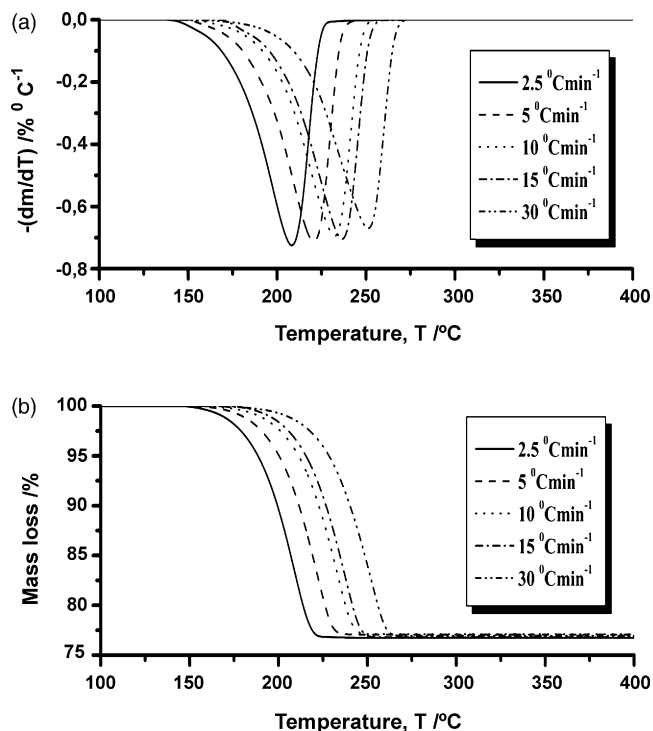 (a)
0,0
-0,2
-0,4
-0,6
-0,8
-(dm/dT) /% ⁰ C⁻¹
2.5 ⁰Cmin⁻¹
5 ⁰Cmin⁻¹
10 ⁰Cmin⁻¹
15 ⁰Cmin⁻¹
30 ⁰Cmin⁻¹
100 150 200 250 300 350 400
Temperature, T /ºC
(b)
100
95
90
85
80
75
Mass loss /%
2.5 ⁰Cmin⁻¹
5 ⁰Cmin⁻¹
10 ⁰Cmin⁻¹
15 ⁰Cmin⁻¹
30 ⁰Cmin⁻¹
100 150 200 250 300 350 400
Temperature, T /ºC